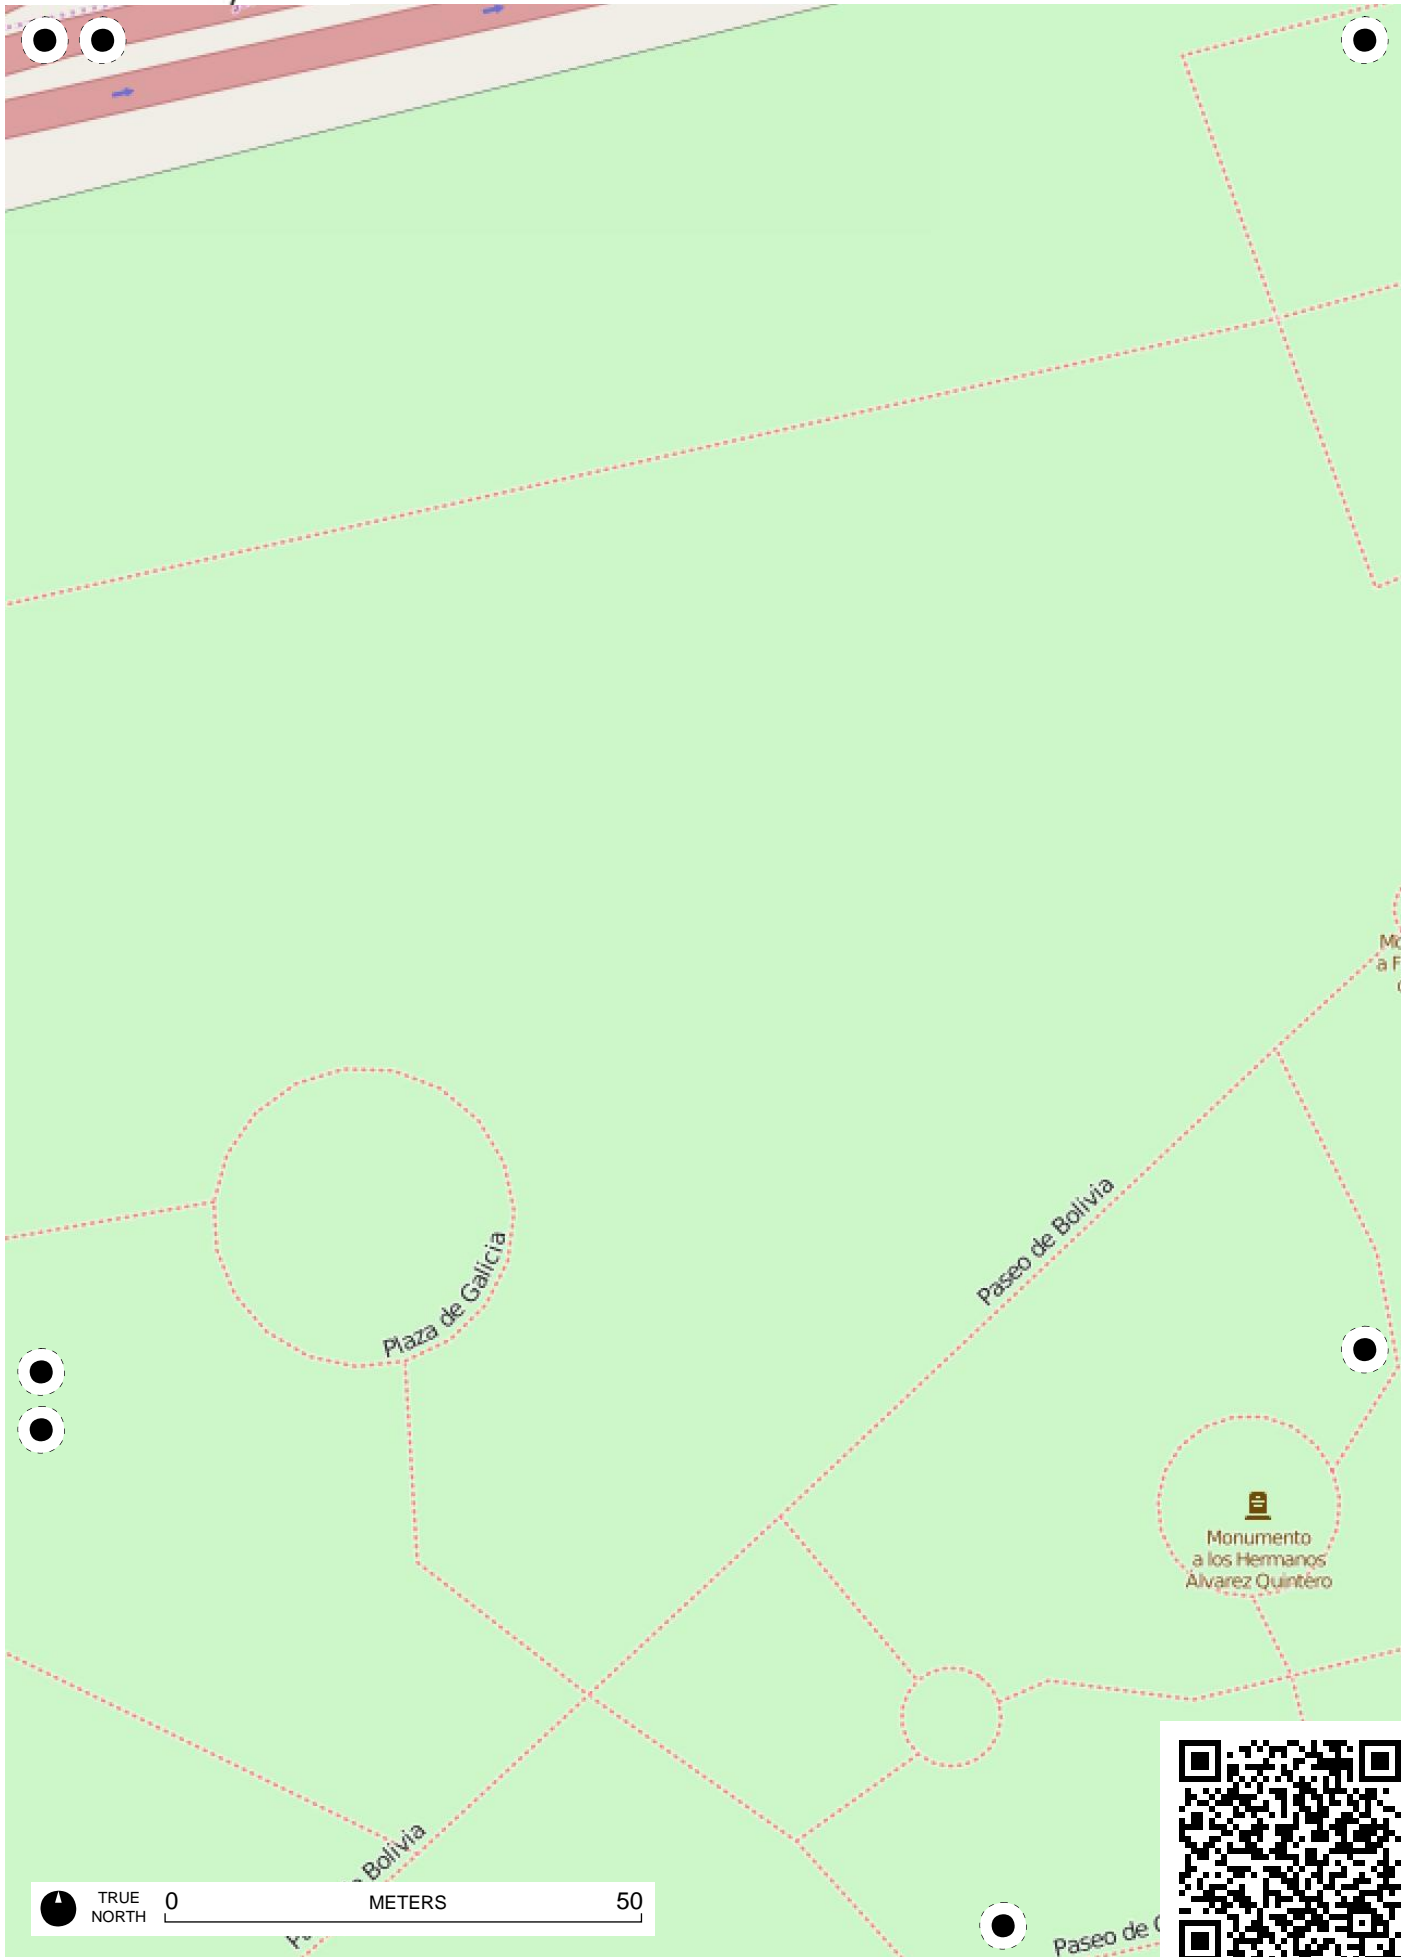 Mo
a F
Paseo de Bolivia
Plaza de Galicia
Monumento
a los Hermanos
Álvarez Quintero
Bolivia
TRUE
NORTH
0
METERS
50
Paseo de